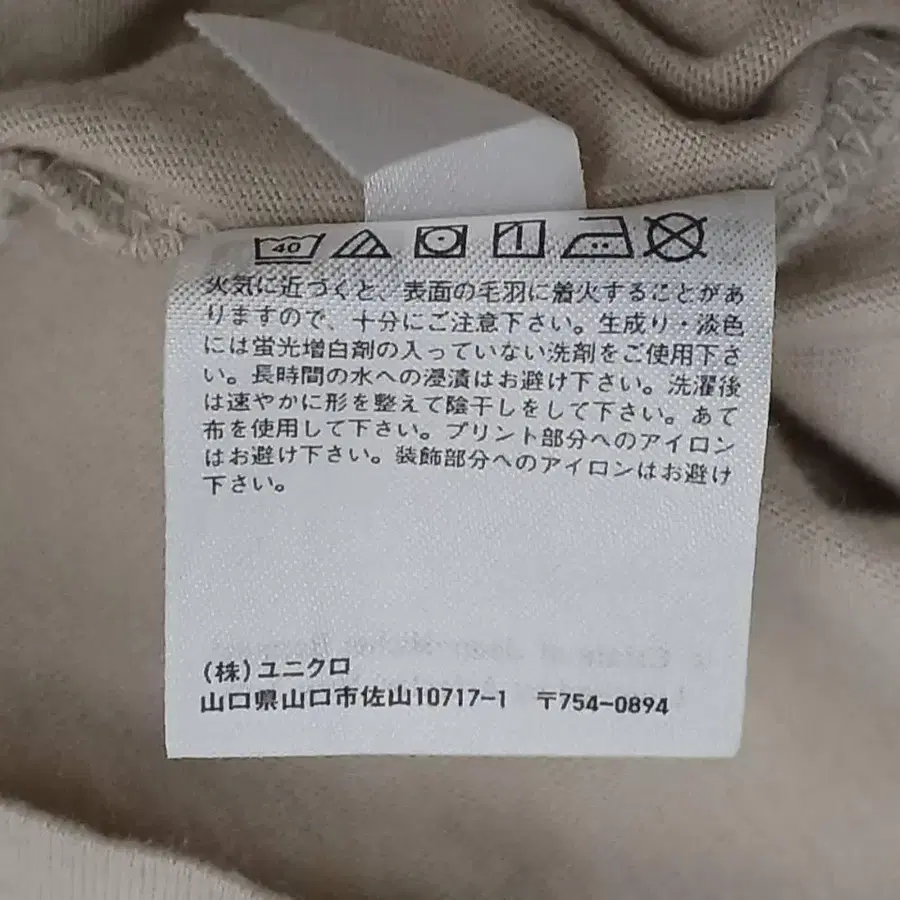 40
火気に近づくと、表面の毛羽に着火することがあ
りますので、十分にご注意下さい。生成り・淡色
には蛍光増白剤の入っていない洗剤をご使用下さ
い。長時間の水への浸漬はお避け下さい。洗濯後
は速やかに形を整えて陰干しをして下さい。あて
布を使用して下さい。プリント部分へのアイロン
はお避け下さい。装飾部分へのアイロンはお避け
下さい。
(株)ユニクロ
山口県山口市佐山10717-1 〒754-0894